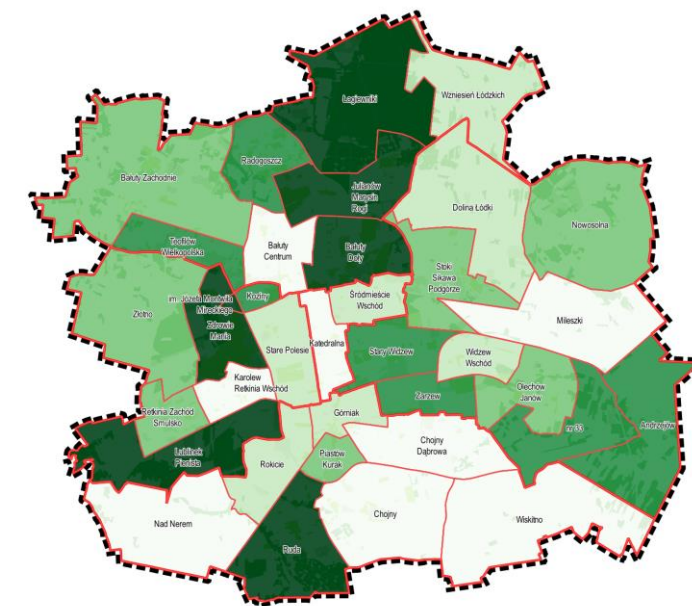 Łagiewniki
Wzniesień Łódzkich
Radogoszcz
Bałuty Zachodnie
Julianów
Marysin
Rogi
Dolina Łódki
Nowosolna
Teofilów
Wielkopolska
Bałuty
Centrum
Bałuty
Doły
Stoki
Sikawa
Podgórze
im. Józefa Montwiłła
Mireckiego
Koziny
Złotno
Zdrowie
Mania
Śródmieście
Wschód
Mileszki
Stare Polesie
Katedralna
Stary Widzew
Widzew
Wschód
Karolew
Retkinia Wschód
Olechów
Janów
Zarzew
Retkinia Zachód
Smulsko
Górniak
nr 33
Andrzejów
Lublinek
Pienista
Rokicie
Piastów
Kurak
Chojny
Dąbrowa
Nad Nerem
Chojny
Wiskitno
Ruda